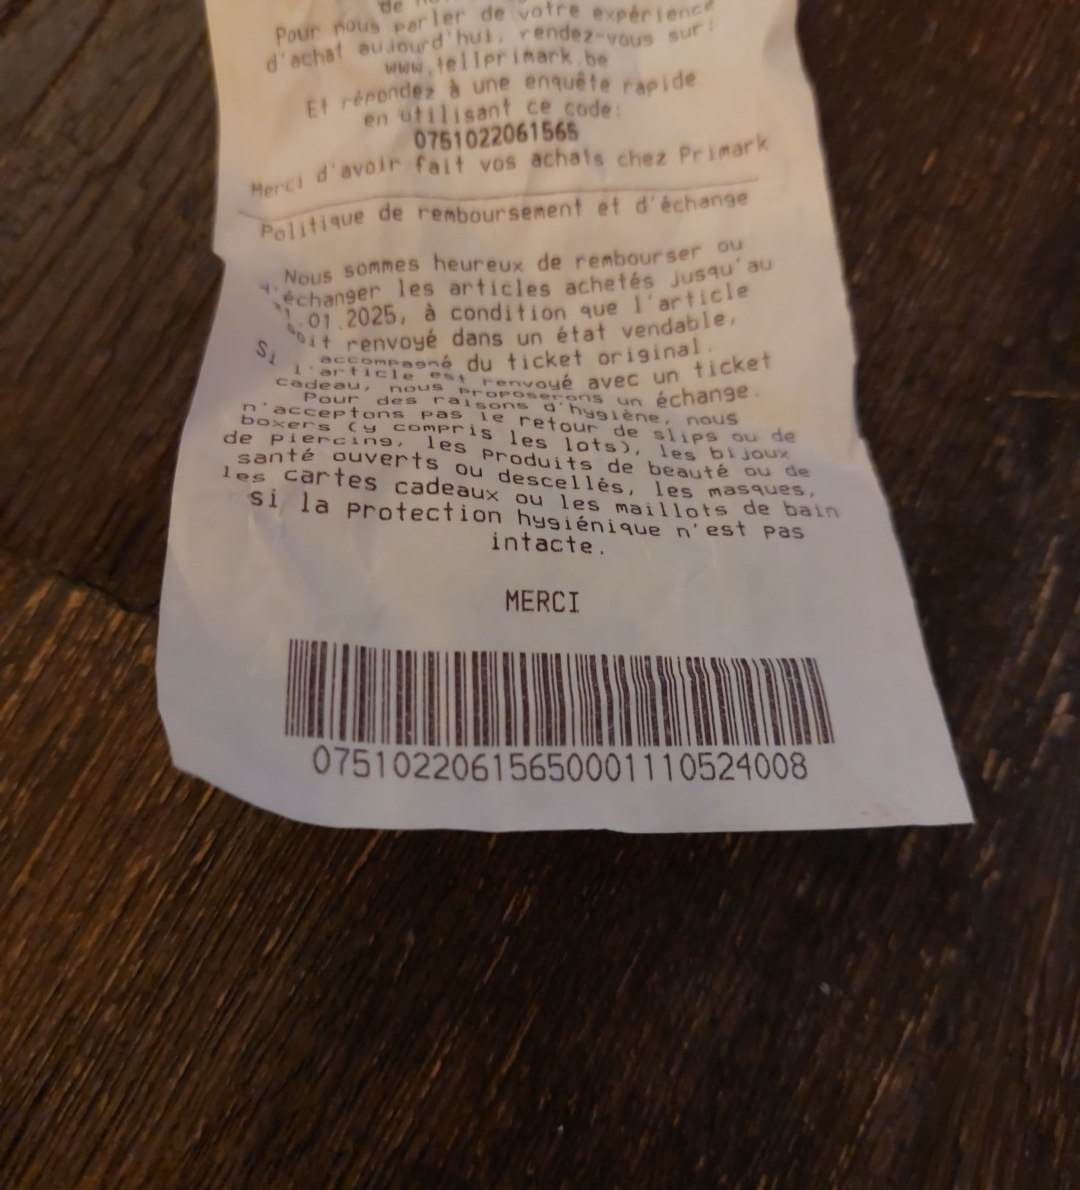 de
Pour nous parler de votre expérience
d'achat aujourd'hui, rendez-vous sur:
www.tellprimark.be
Et répondez à une enquête rapide
en utilisant ce code:
0751022061565
Merci d'avoir fait vos achats chez Primark
Politique de remboursement et d'échange
Nous sommes heureux de rembourser ou
d'échanger les articles achetés jusqu'au
.01.2025, à condition que l'article
soit renvoyé dans un état vendable,
accompagné du ticket original.
Si l'article est renvoyé avec un ticket
cadeau, nous proposerons un échange.
Pour des raisons d'hygiène, nous
n'acceptons pas le retour de slips ou de
boxers (y compris les lots), les bijoux
de piercing, les produits de beauté ou de
santé ouverts ou descellés, les masques,
les cartes cadeaux ou les maillots de bain
si la protection hygiénique n'est pas
intacte.
MERCI
07510220615650001110524008